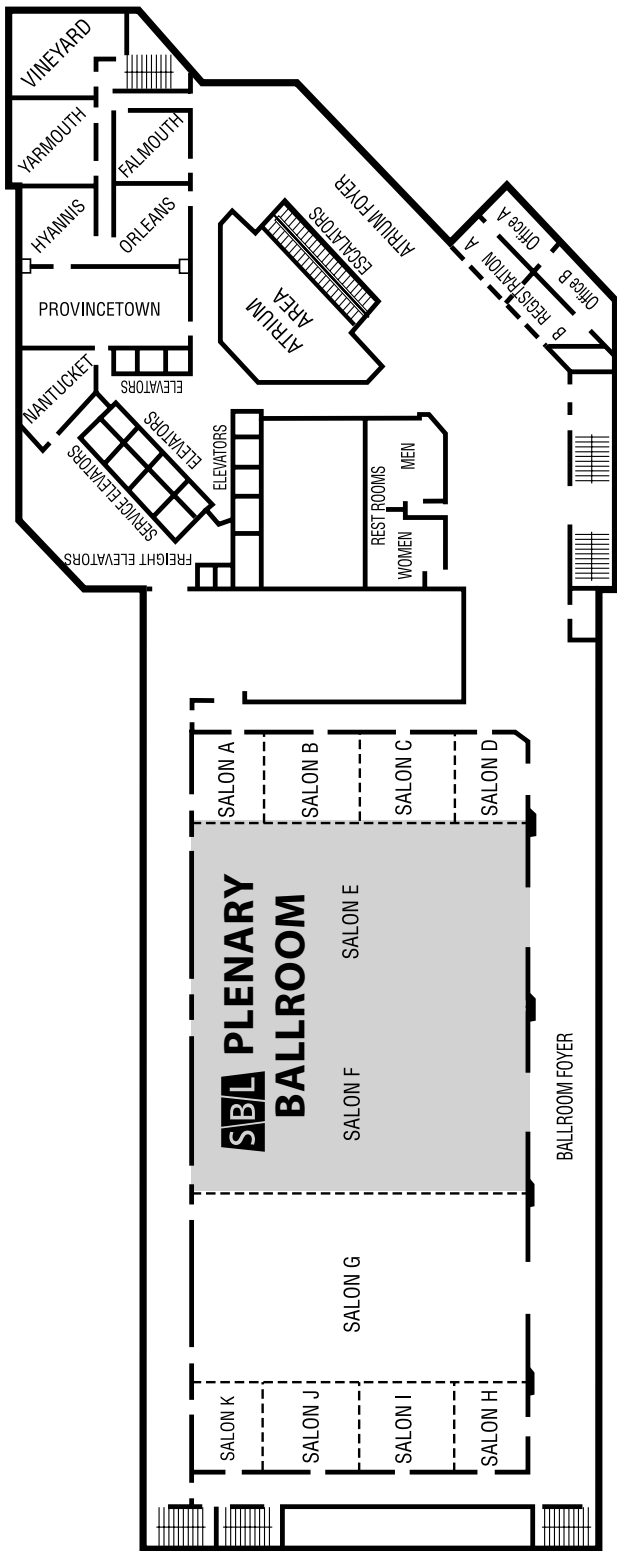 VINEYARD
YARMOUTH
FALMOUTH
HYANNIS
ORLEANS
PROVINCETOWN
NANTUCKET
ELEVATORS
ELEVATORS
SERVICE ELEVATORS
FREIGHT ELEVATORS
ELEVATORS
ATRIUM
AREA
ESCALATORS
ATRIUM FOYER
Office A
Office B
REGISTRATION
A
B
REST ROOMS
MEN
WOMEN
SALON A
SALON B
SALON C
SALON D
SBL PLENARY
BALLROOM
SALON E
SALON F
BALLROOM FOYER
SALON G
SALON K
SALON J
SALON I
SALON H